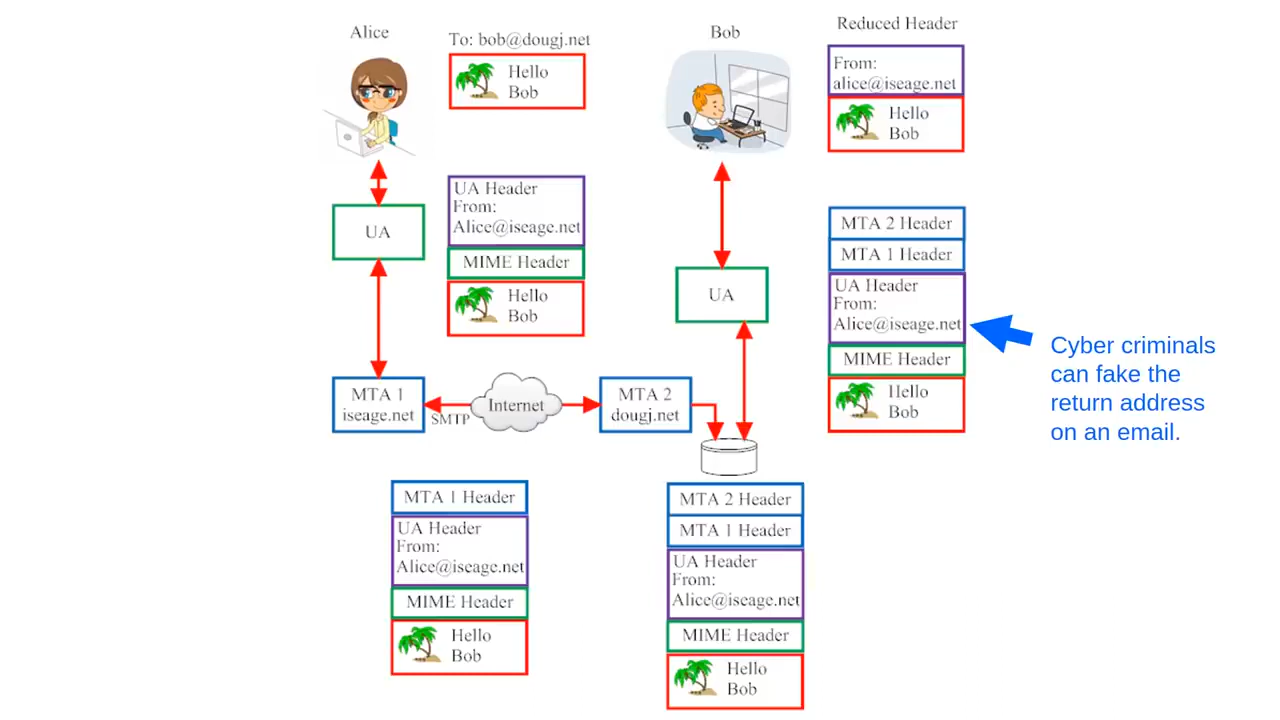 Alice
To: bob@dougj.net
Hello
Bob
Bob
Reduced Header
From:
alice@iseage.net
Hello
Bob
UA
UA Header
From:
Alice@iseage.net
MIME Header
Hello
Bob
UA
MTA 2 Header
MTA 1 Header
UA Header
From:
Alice@iseage.net
MIME Header
Hello
Bob
Cyber criminals
can fake the
return address
on an email.
MTA 1
iseage.net
SMTP
Internet
MTA 2
dougj.net
MTA 1 Header
UA Header
From:
Alice@iseage.net
MIME Header
Hello
Bob
MTA 2 Header
MTA 1 Header
UA Header
From:
Alice@iseage.net
MIME Header
Hello
Bob